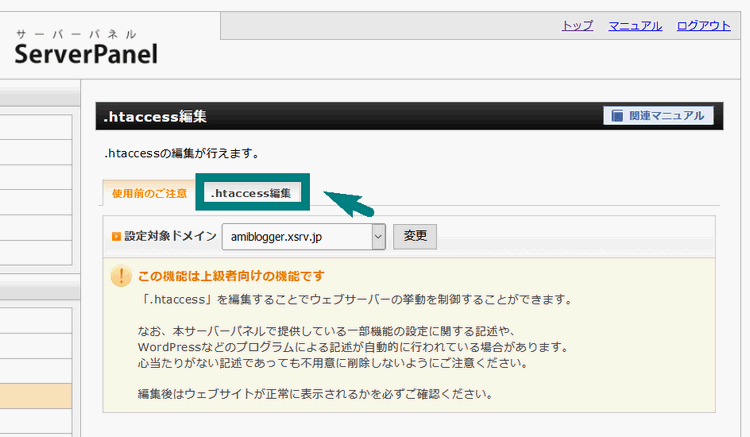 サーバーパネル
ServerPanel
トップ マニュアル ログアウト
.htaccess編集
関連マニュアル
.htaccessの編集が行えます。
使用前のご注意 .htaccess編集
設定対象ドメイン amiblogger.xsrv.jp 変更
この機能は上級者向けの機能です
「.htaccess」を編集することでウェブサーバーの挙動を制御することができます。
なお、本サーバーパネルで提供している一部機能の設定に関する記述や、
WordPressなどのプログラムによる記述が自動的に行われている場合があります。
心当たりがない記述であっても不用意に削除しないようにご注意ください。
編集後はウェブサイトが正常に表示されるかを必ずご確認ください。